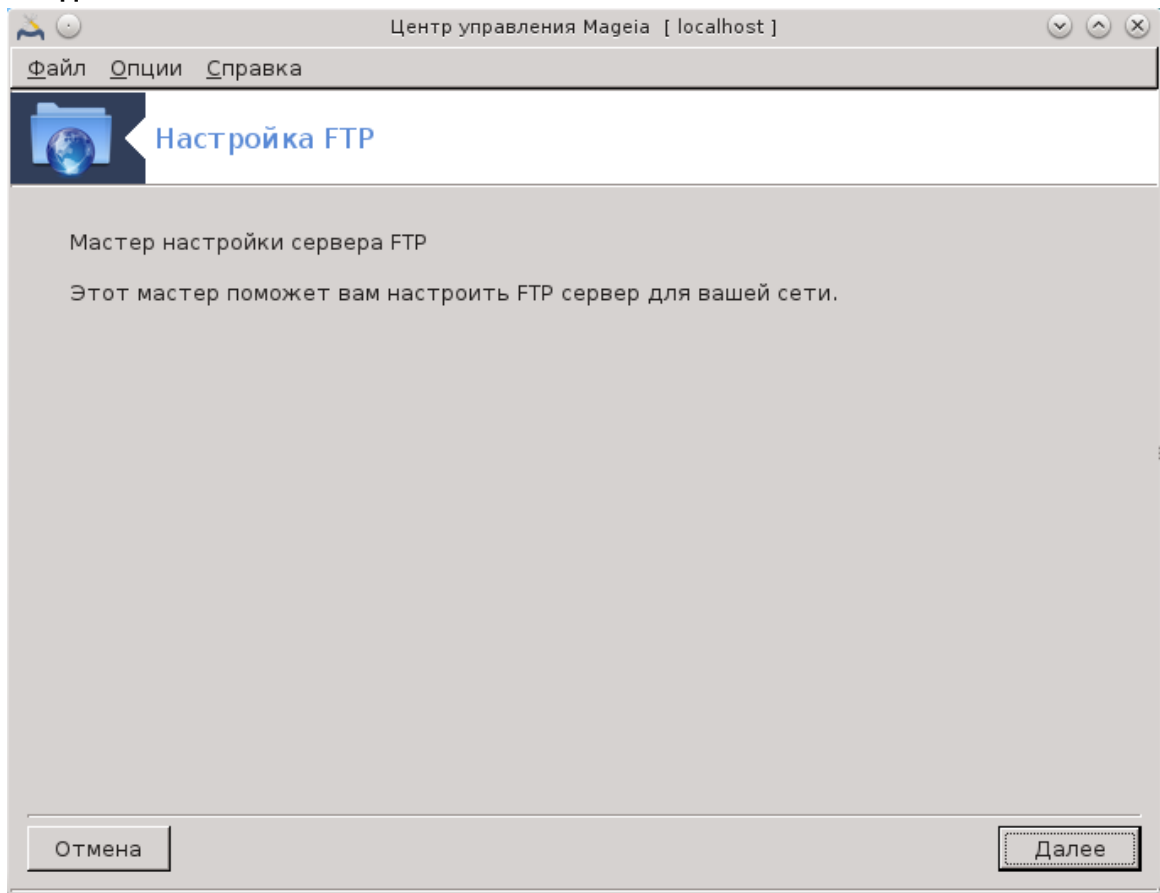 Центр управления Mageia [ localhost ]
Файл Опции Справка
Настройка FTP
Мастер настройки сервера FTP
Этот мастер поможет вам настроить FTP сервер для вашей сети.
Отмена Далее